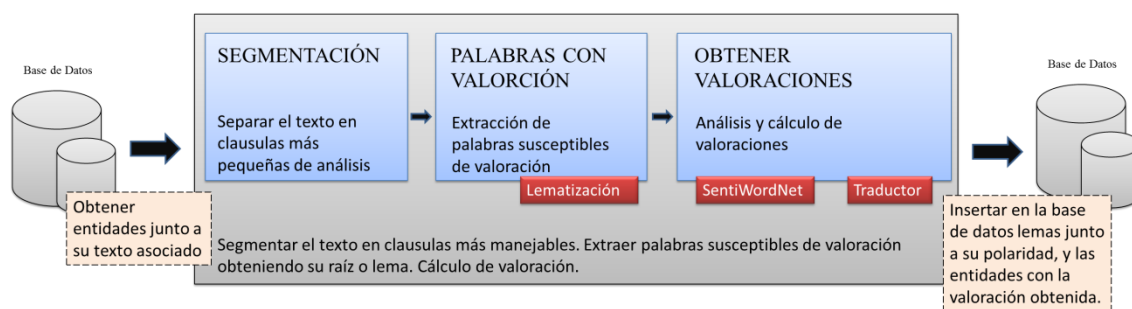 Base de Datos
Obtener
entidades junto a
su texto asociado
SEGMENTACIÓN
Separar el texto en
clausulas más
pequeñas de análisis
PALABRAS CON
VALORCIÓN
Extracción de
palabras susceptibles
de valoración
Lematización
OBTENER
VALORACIONES
Análisis y cálculo de
valoraciones
SentiWordNet
Traductor
Segmentar el texto en clausulas más manejables. Extraer palabras susceptibles de valoración
obteniendo su raíz o lema. Cálculo de valoración.
Base de Datos
Insertar en la base
de datos lemas junto
a su polaridad, y las
entidades con la
valoración obtenida.